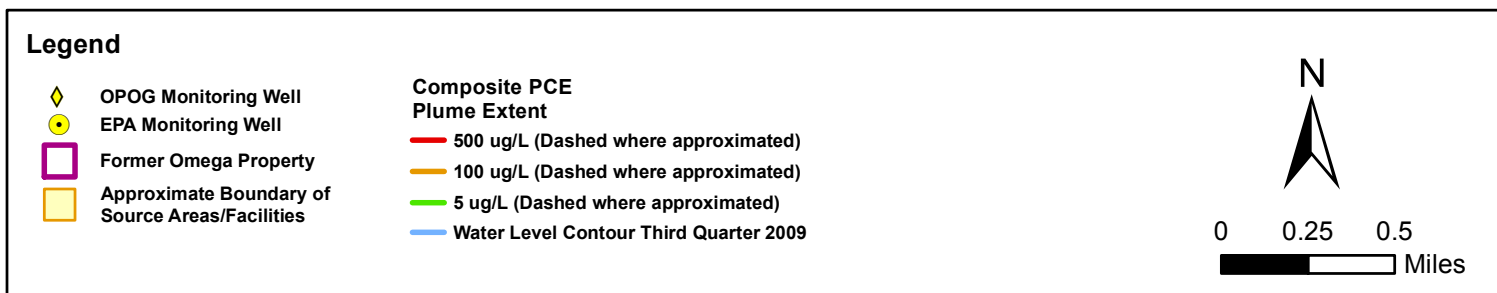 Legend
OPOG Monitoring Well
EPA Monitoring Well
Former Omega Property
Approximate Boundary of
Source Areas/Facilities
Composite PCE
Plume Extent
500 ug/L (Dashed where approximated)
100 ug/L (Dashed where approximated)
5 ug/L (Dashed where approximated)
Water Level Contour Third Quarter 2009
N
0 0.25 0.5
Miles